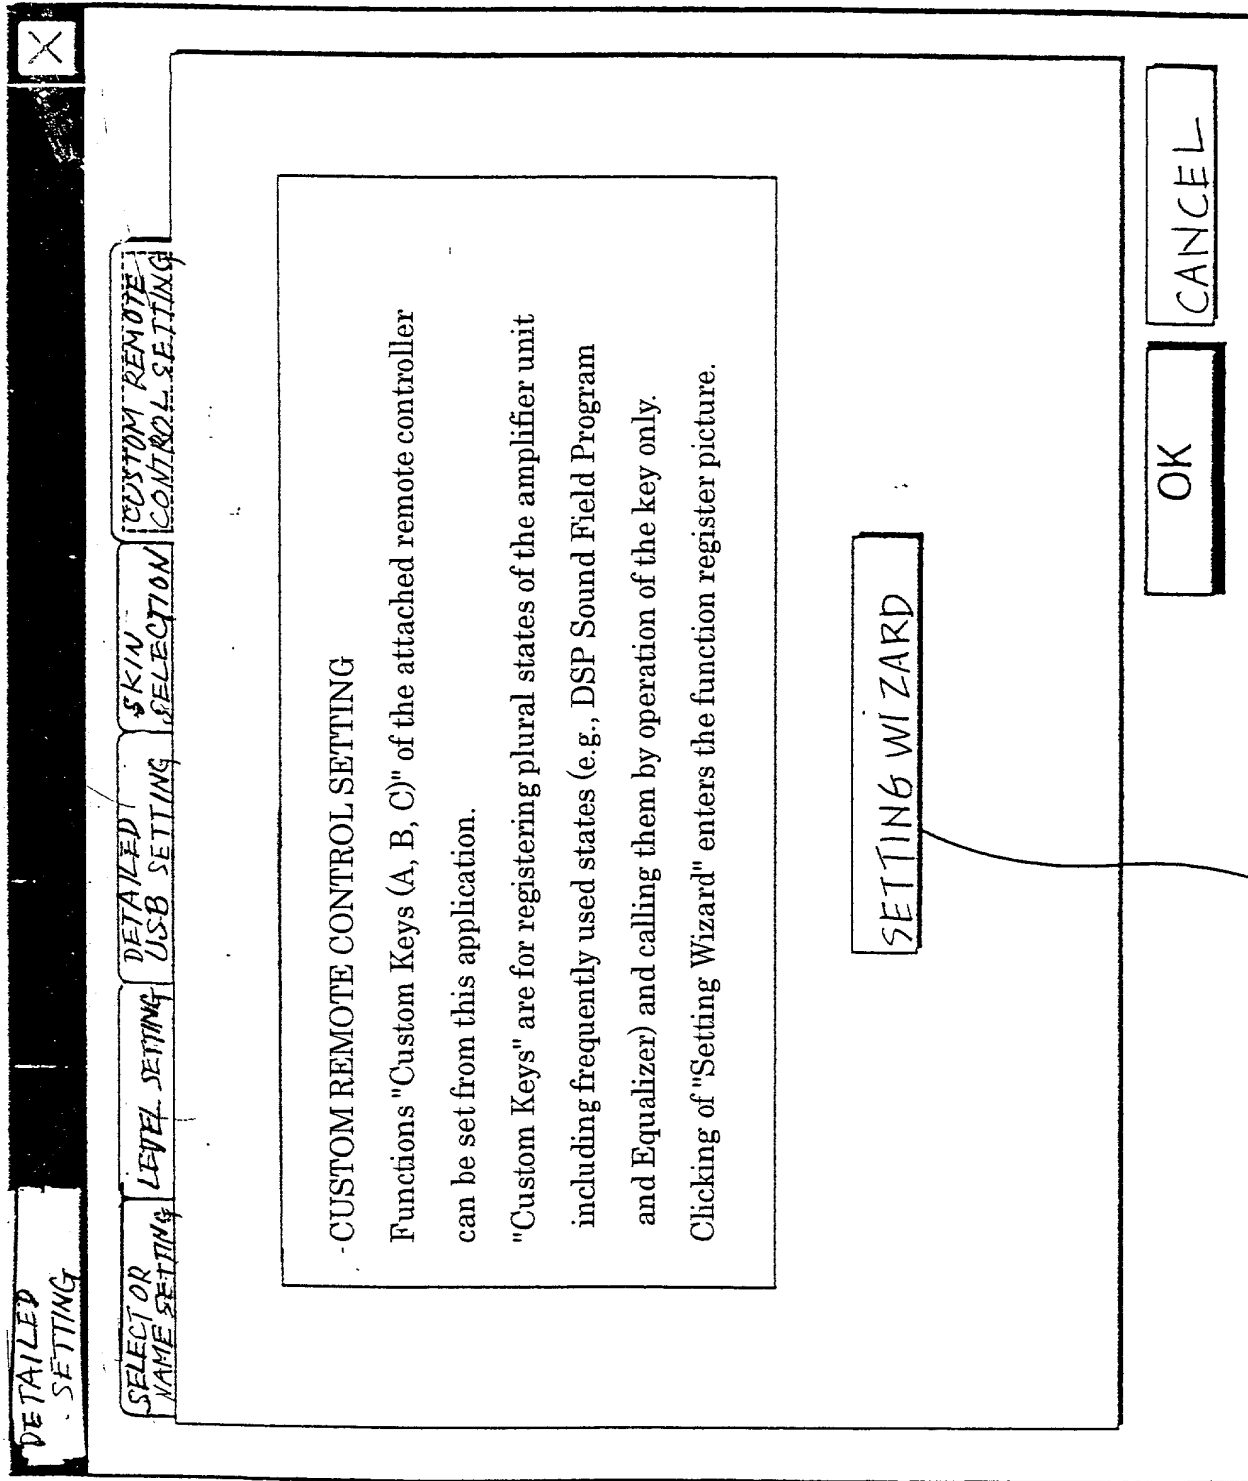 DETAILED
SETTING
X
SELECTOR
NAME SETTING
LEVEL SETTING
DETAILED
USB SETTING
SKIN
SELECTION
CUSTOM REMOTE
CONTROL SETTING
CUSTOM REMOTE CONTROL SETTING
Functions "Custom Keys (A, B, C)" of the attached remote controller
can be set from this application.
"Custom Keys" are for registering plural states of the amplifier unit
including frequently used states (e.g., DSP Sound Field Program
and Equalizer) and calling them by operation of the key only.
Clicking of "Setting Wizard" enters the function register picture.
SETTING WIZARD
OK
CANCEL